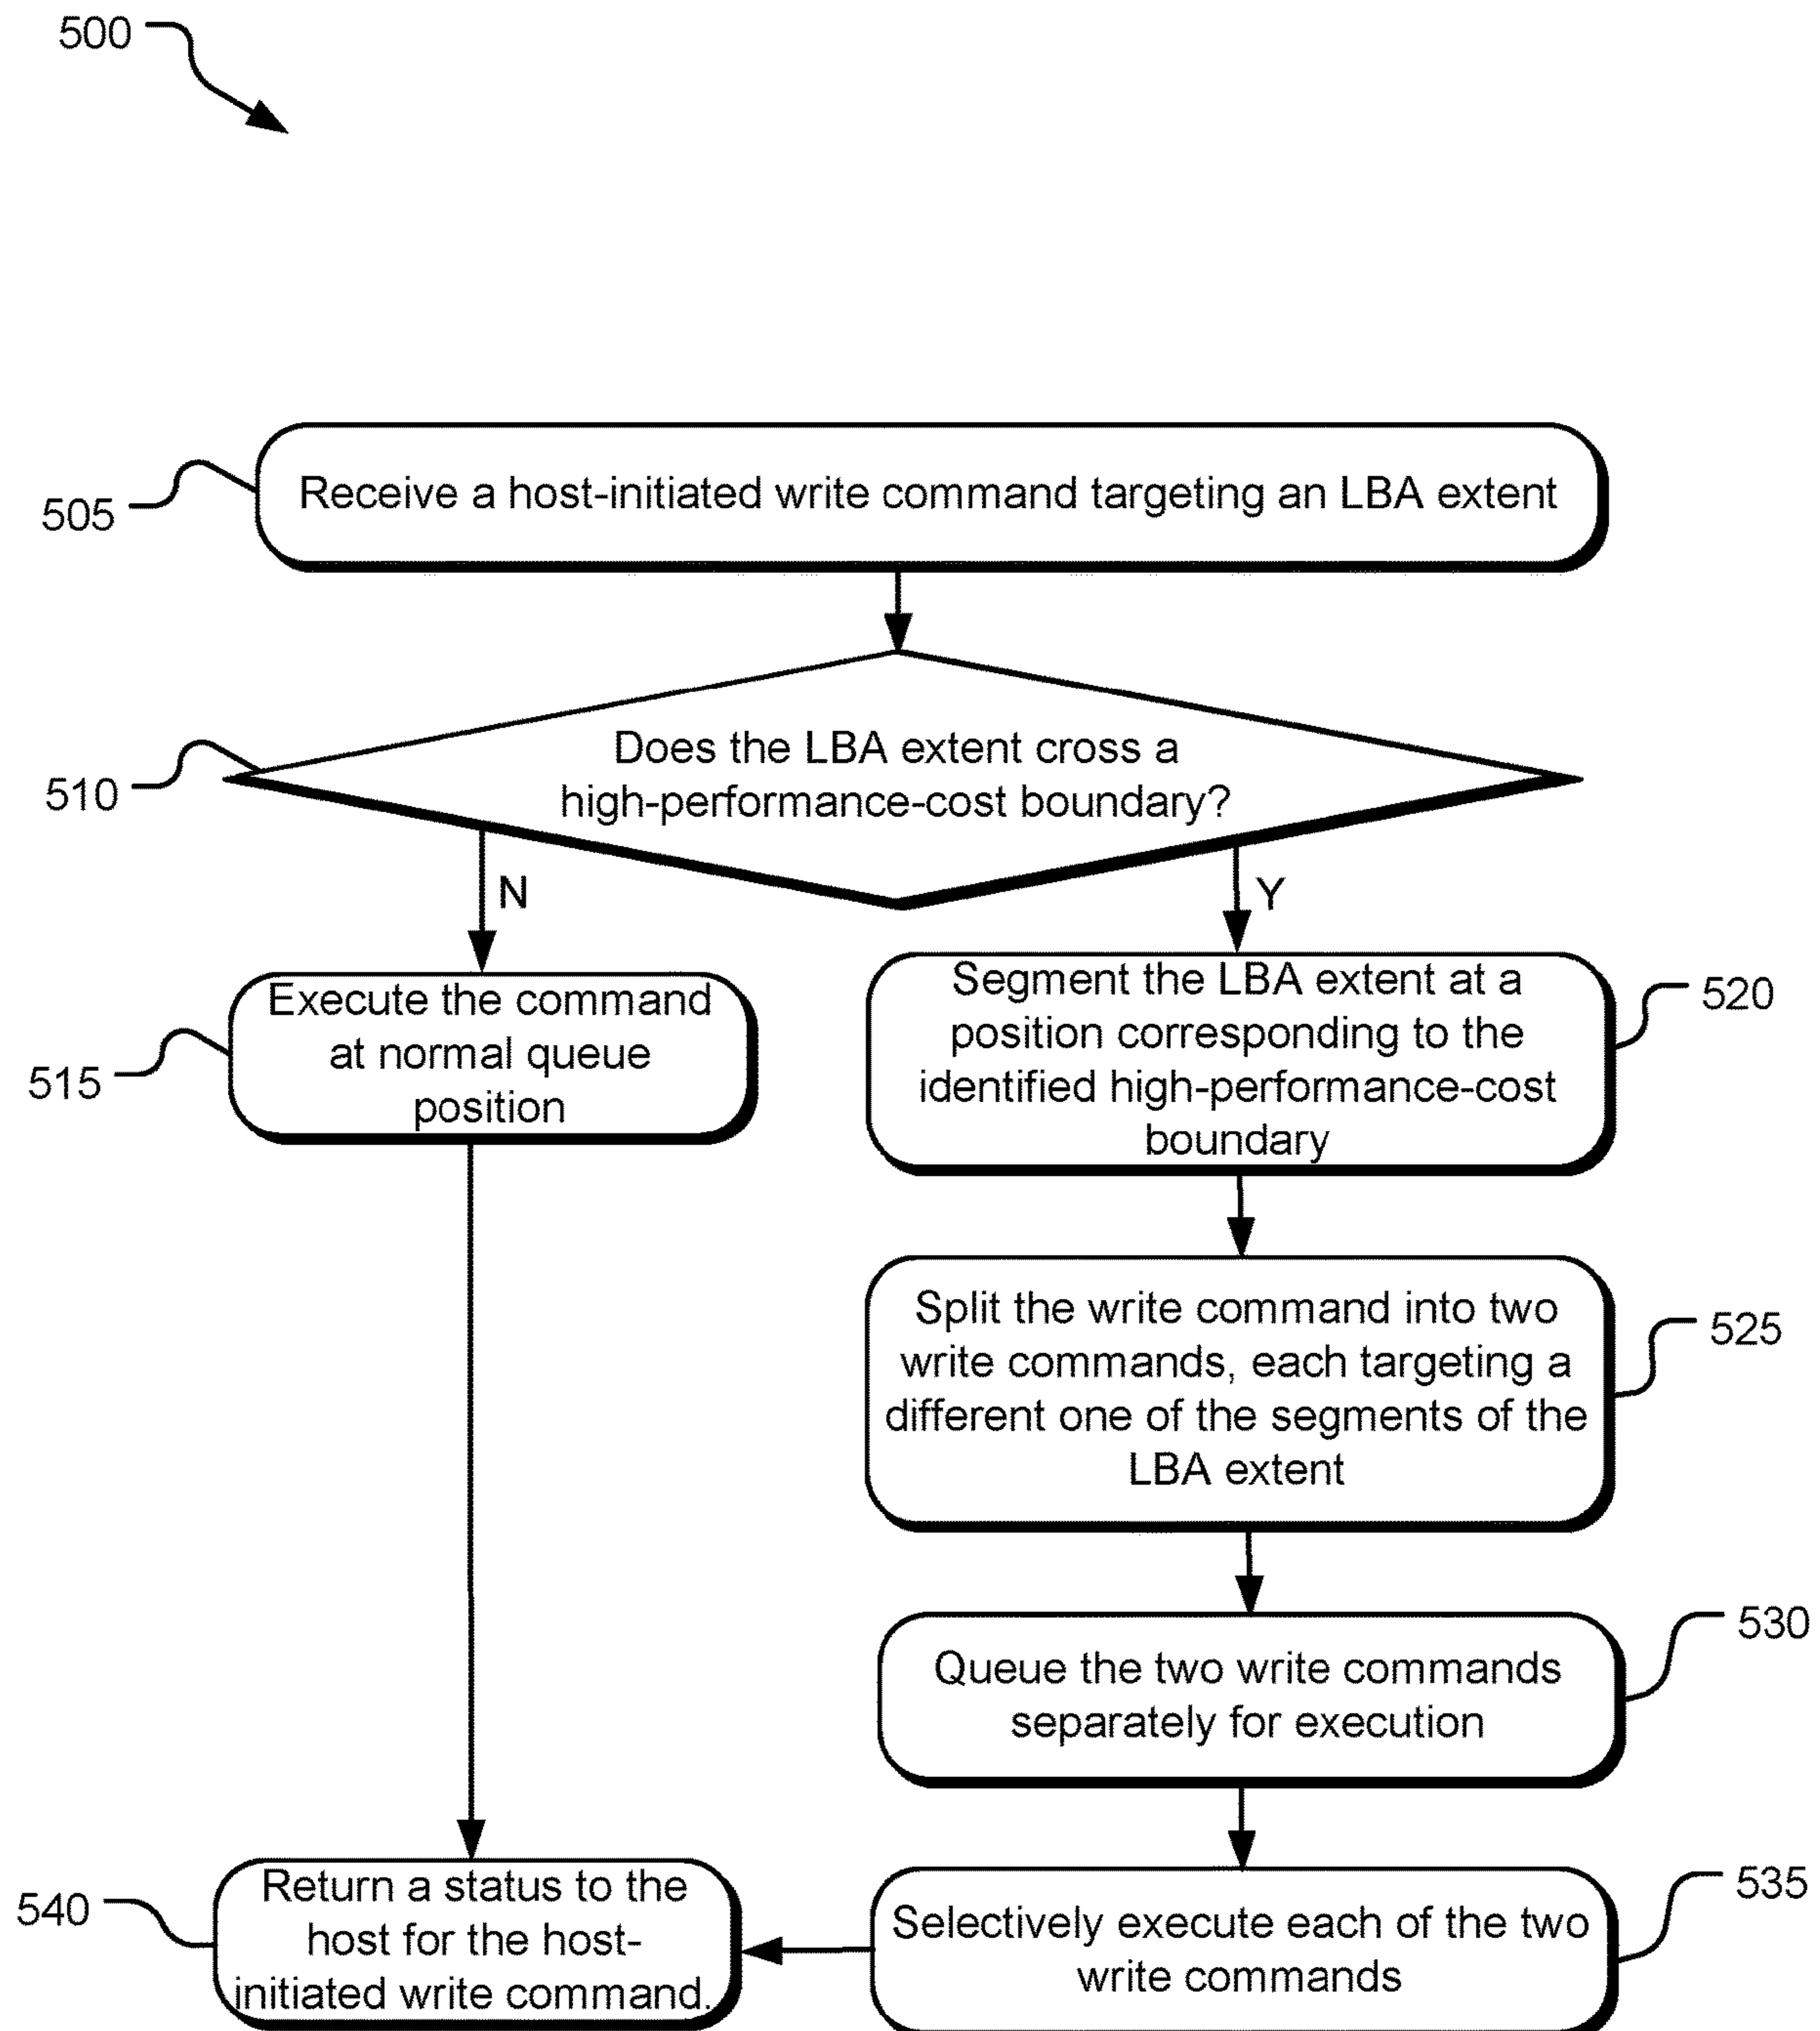 500
505
Receive a host-initiated write command targeting an LBA extent
510
Does the LBA extent cross a
high-performance-cost boundary?
N
Y
515
Execute the command
at normal queue
position
Segment the LBA extent at a
position corresponding to the
identified high-performance-cost
boundary
520
Split the write command into two
write commands, each targeting a
different one of the segments of the
LBA extent
525
Queue the two write commands
separately for execution
530
540
Return a status to the
host for the host-
initiated write command.
Selectively execute each of the two
write commands
535